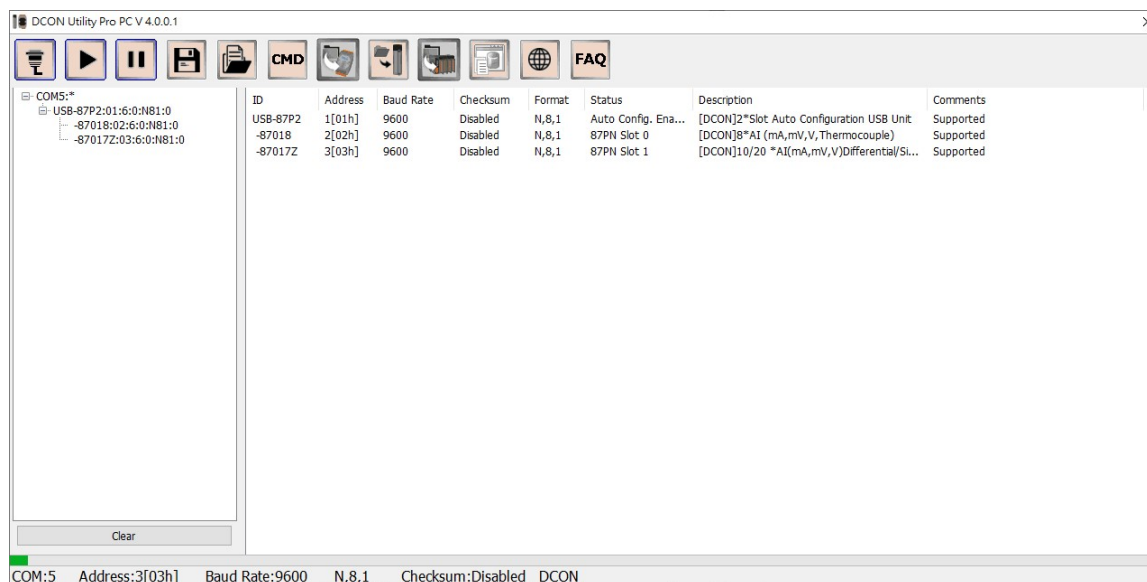 DCON Utility Pro PC V 4.0.0.1
CMD
FAQ
COM5:*
USB-87P2:01:6:0:N81:0
-87018:02:6:0:N81:0
-87017Z:03:6:0:N81:0
Clear
ID Address Baud Rate Checksum Format Status Description Comments
USB-87P2 1[01h] 9600 Disabled N,8,1 Auto Config. Ena... [DCON]2*Slot Auto Configuration USB Unit Supported
-87018 2[02h] 9600 Disabled N,8,1 87PN Slot 0 [DCON]8*AI (mA,mV,V,Thermocouple) Supported
-87017Z 3[03h] 9600 Disabled N,8,1 87PN Slot 1 [DCON]10/20 *AI(mA,mV,V)Differential/Si... Supported
COM:5 Address:3[03h] Baud Rate:9600 N,8,1 Checksum:Disabled DCON